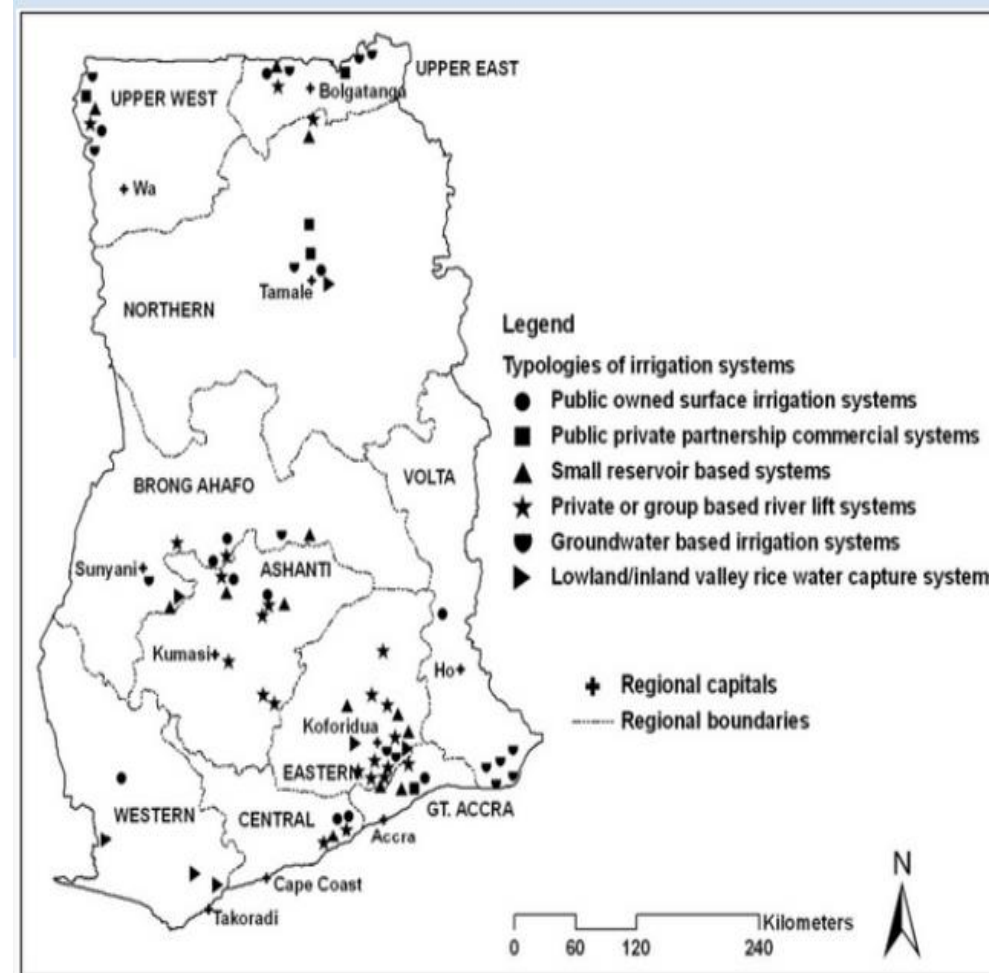 UPPER EAST
UPPER WEST
Bolgatanga
Wa
Tamale
NORTHERN
Legend
Typologies of irrigation systems
Public owned surface irrigation systems
Public private partnership commercial systems
Small reservoir based systems
Private or group based river lift systems
Groundwater based irrigation systems
Lowland/inland valley rice water capture system
BRONG AHAFO
VOLTA
Sunyani
ASHANTI
Kumasi
Ho
Regional capitals
Regional boundaries
Koforidua
EASTERN
WESTERN
CENTRAL
GT. ACCRA
Accra
Cape Coast
Takoradi
N
Kilometers
0 60 120 240